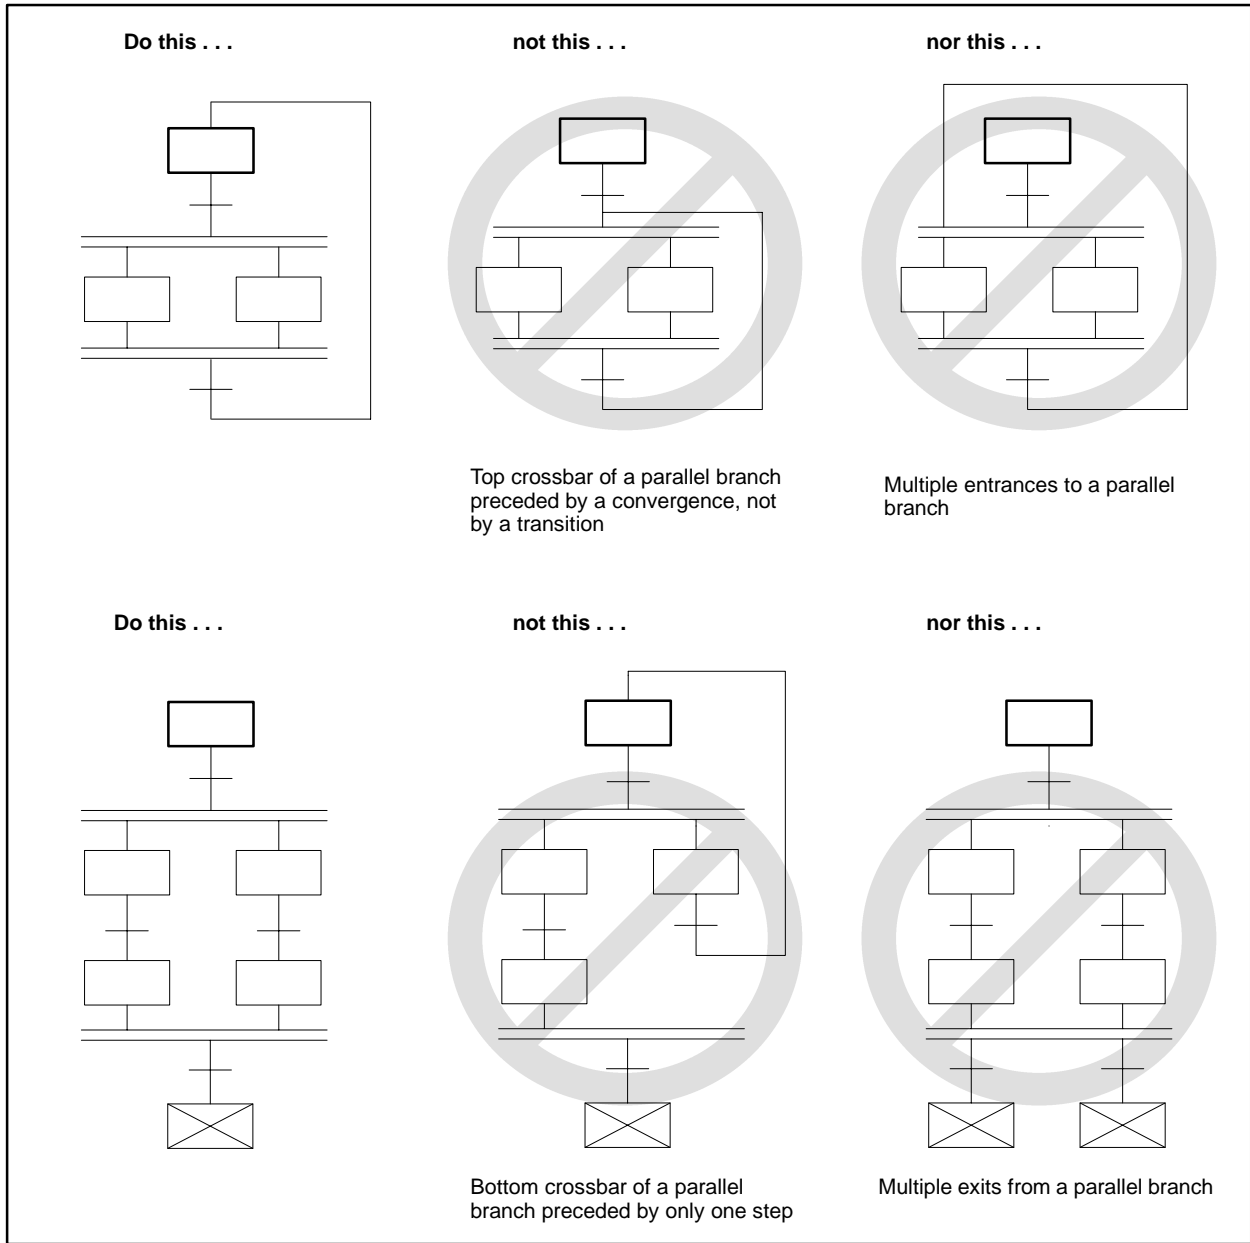 Do this . . .
not this . . .
nor this . . .
Top crossbar of a parallel branch
preceded by a convergence, not
by a transition
Multiple entrances to a parallel
branch
Do this . . .
not this . . .
nor this . . .
Bottom crossbar of a parallel
branch preceded by only one step
Multiple exits from a parallel branch